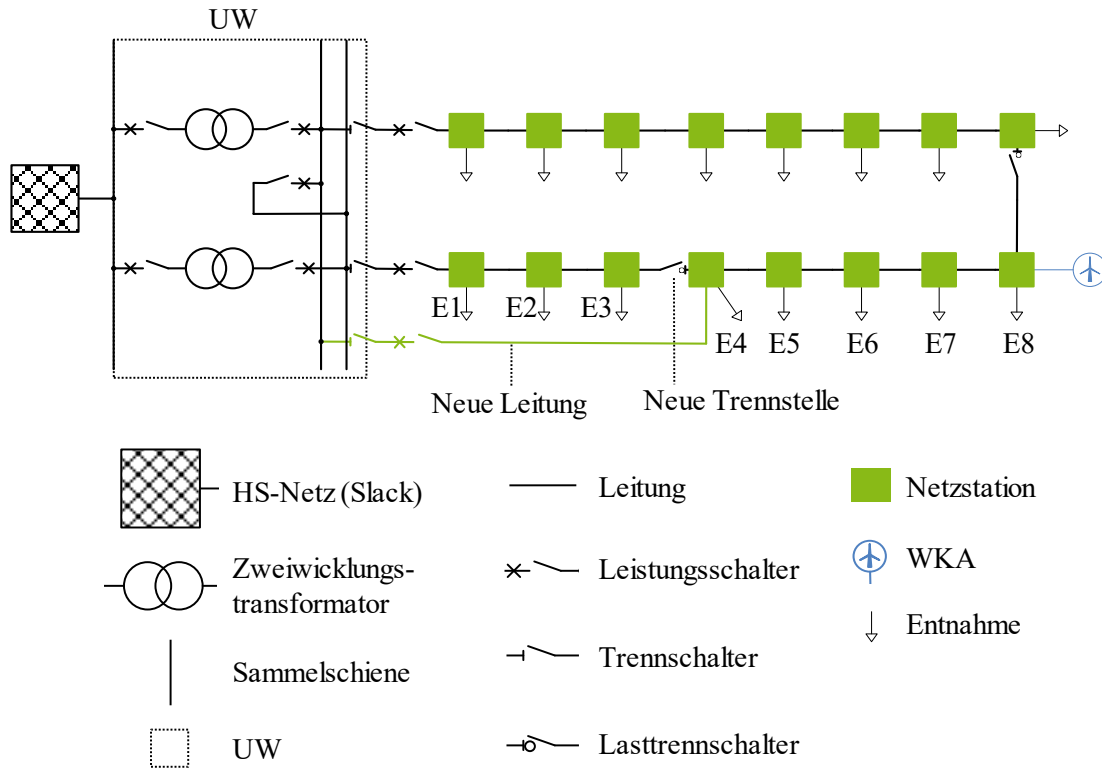 UW
E1
E2
E3
E4
E5
E6
E7
E8
Neue Leitung
Neue Trennstelle
HS-Netz (Slack)
Leitung
Netzstation
Zweiwicklungs-
transformator
Leistungsschalter
WKA
Entnahme
Sammelschiene
Trennschalter
UW
Lasttrennschalter